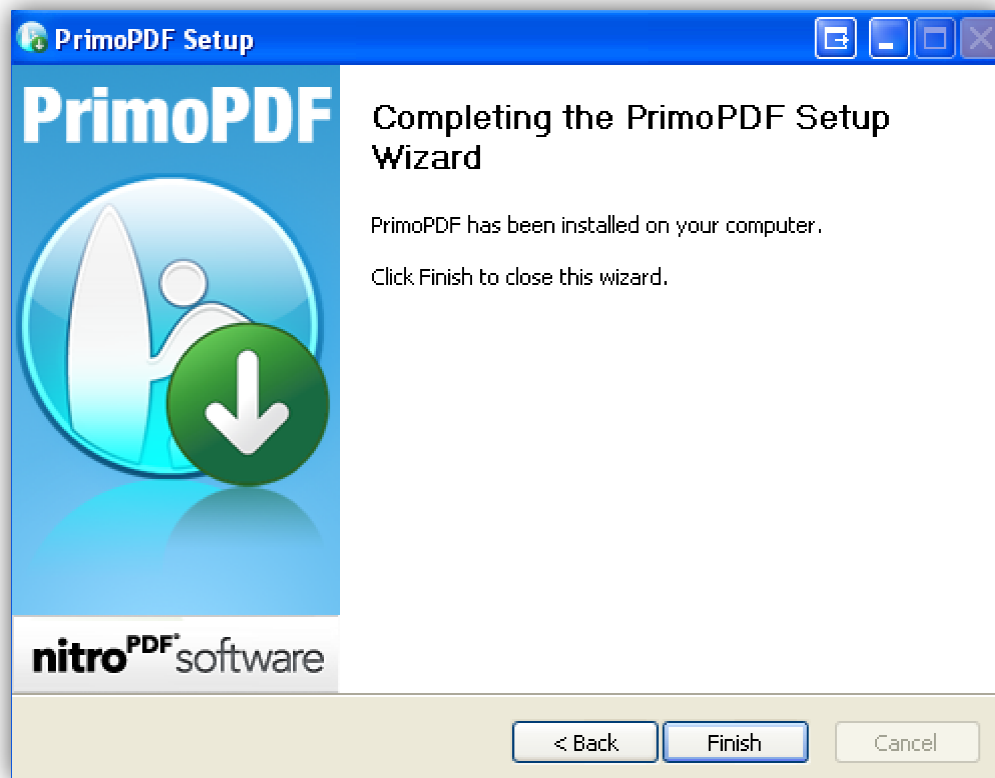 PrimoPDF Setup
PrimoPDF
Completing the PrimoPDF Setup
Wizard
PrimoPDF has been installed on your computer.
Click Finish to close this wizard.
nitroPDF® software
< Back
Finish
Cancel